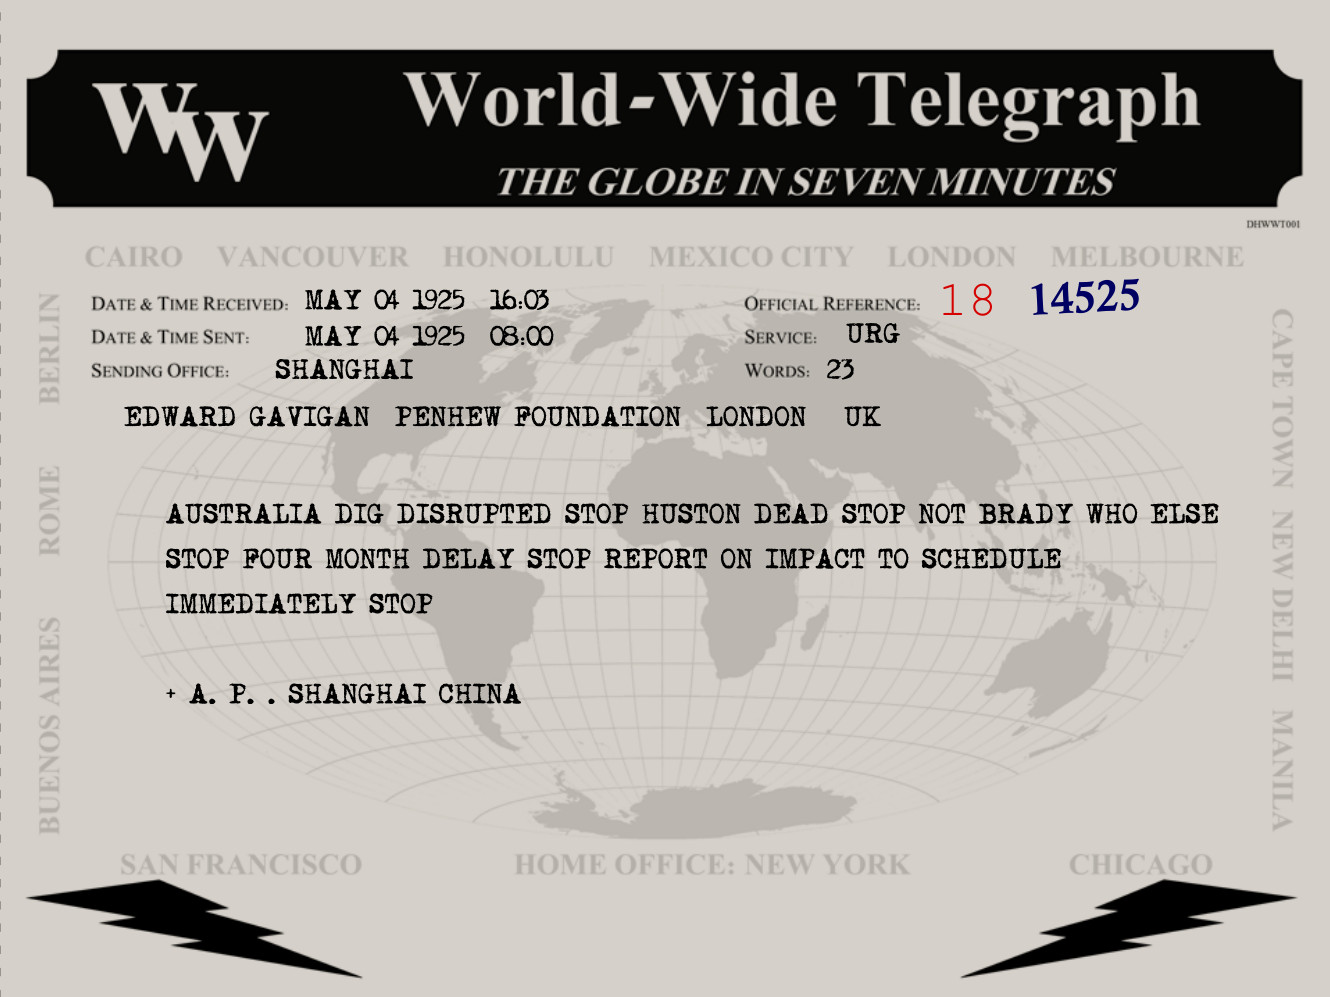 WW
World-Wide Telegraph
THE GLOBE IN SEVEN MINUTES
DHWWT001
CAIRO VANCOUVER HONOLULU MEXICO CITY LONDON MELBOURNE
DATE & TIME RECEIVED: MAY 04 1925 16:03
OFFICIAL REFERENCE: 18 14525
DATE & TIME SENT: MAY 04 1925 08:00
SERVICE: URG
SENDING OFFICE: SHANGHAI
WORDS: 23
EDWARD GAVIGAN PENHEW FOUNDATION LONDON UK
AUSTRALIA DIG DISRUPTED STOP HUSTON DEAD STOP NOT BRADY WHO ELSE
STOP FOUR MONTH DELAY STOP REPORT ON IMPACT TO SCHEDULE
IMMEDIATELY STOP
+ A. P. . SHANGHAI CHINA
BUENOS AIRES ROME BERLIN
CAPE TOWN NEW DELHI MANILA
SAN FRANCISCO HOME OFFICE: NEW YORK CHICAGO